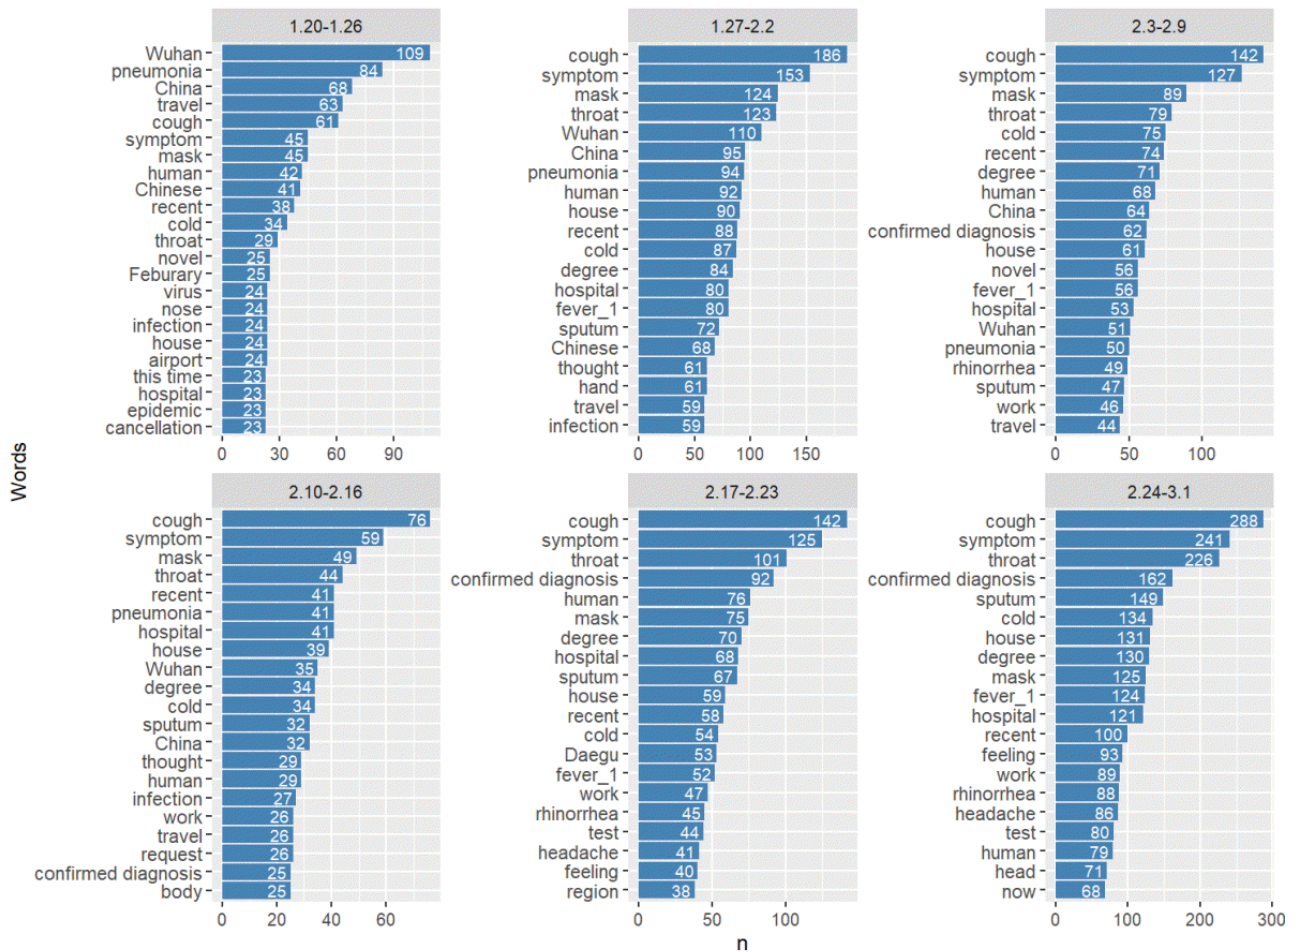 1.20-1.26
Wuhan 109
pneumonia 84
China 68
travel 63
cough 61
symptom 45
mask 45
human 42
Chinese 41
recent 38
cold 34
throat 29
novel 25
Feburary 25
virus 24
nose 24
infection 24
house 24
airport 24
this time 23
hospital 23
epidemic 23
cancellation 23
0 30 60 90
1.27-2.2
cough 186
symptom 153
mask 124
throat 123
Wuhan 110
China 95
pneumonia 94
human 92
house 90
recent 88
cold 87
degree 84
hospital 80
fever_1 80
sputum 72
Chinese 68
thought 61
hand 61
travel 59
infection 59
0 50 100 150
2.3-2.9
cough 142
symptom 127
mask 89
throat 79
cold 75
recent 74
degree 71
human 68
China 64
confirmed diagnosis 62
house 61
novel 56
fever_1 56
hospital 53
Wuhan 51
pneumonia 50
rhinorrhea 49
sputum 47
work 46
travel 44
0 50 100
Words
2.10-2.16
cough 76
symptom 59
mask 49
throat 44
recent 41
pneumonia 41
hospital 41
house 39
Wuhan 35
degree 34
cold 34
sputum 32
China 32
thought 29
human 29
infection 27
work 26
travel 26
request 26
confirmed diagnosis 25
body 25
0 20 40 60
2.17-2.23
cough 142
symptom 125
throat 101
confirmed diagnosis 92
human 76
mask 75
degree 70
hospital 68
sputum 67
house 59
recent 58
cold 54
Daegu 53
fever_1 52
work 47
rhinorrhea 45
test 44
headache 41
feeling 40
region 38
0 50 100
2.24-3.1
cough 288
symptom 241
throat 226
confirmed diagnosis 162
sputum 149
cold 134
house 131
degree 130
mask 125
fever_1 124
hospital 121
recent 100
feeling 93
work 89
rhinorrhea 88
headache 86
test 80
human 79
head 71
now 68
0 100 200 300
n